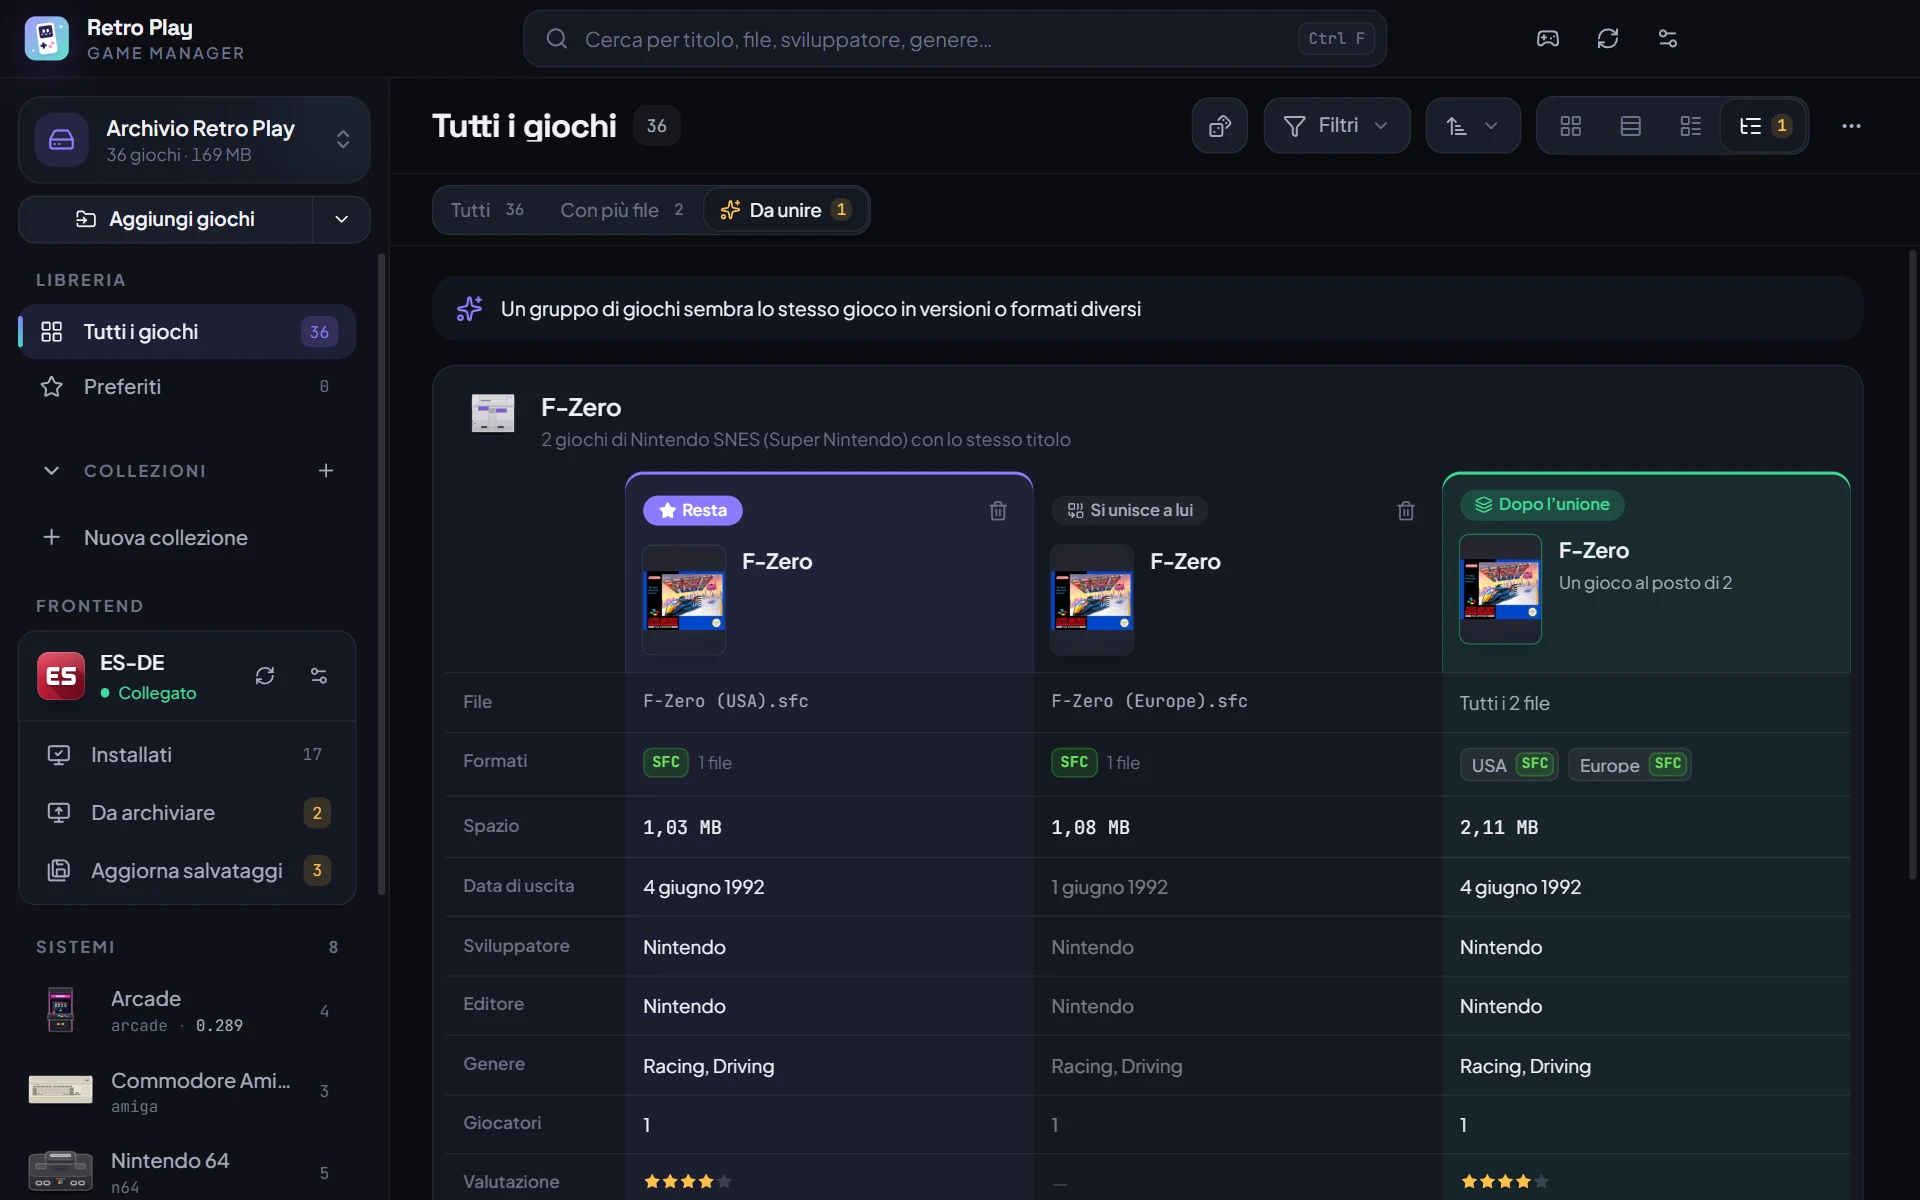 Retro Play
GAME MANAGER
Cerca per titolo, file, sviluppatore, genere...
Ctrl F
Archivio Retro Play
36 giochi · 169 MB
Aggiungi giochi
LIBRERIA
Tutti i giochi 36
Preferiti 0
COLLEZIONI
Nuova collezione
FRONTEND
ES
ES-DE
Collegato
Installati 17
Da archiviare 2
Aggiorna salvataggi 3
SISTEMI 8
Arcade 4
arcade · 0.289
Commodore Ami... 3
amiga
Nintendo 64 5
n64
Tutti i giochi 36
Filtri
1
Tutti 36 Con più file 2 Da unire 1
Un gruppo di giochi sembra lo stesso gioco in versioni o formati diversi
F-Zero
2 giochi di Nintendo SNES (Super Nintendo) con lo stesso titolo
Resta Si unisce a lui Dopo l'unione
F-Zero F-Zero F-Zero
Un gioco al posto di 2
File F-Zero (USA).sfc F-Zero (Europe).sfc Tutti i 2 file
Formati SFC 1 file SFC 1 file USA SFC Europe SFC
Spazio 1,03 MB 1,08 MB 2,11 MB
Data di uscita 4 giugno 1992 1 giugno 1992 4 giugno 1992
Sviluppatore Nintendo Nintendo Nintendo
Editore Nintendo Nintendo Nintendo
Genere Racing, Driving Racing, Driving Racing, Driving
Giocatori 1 1 1
Valutazione —